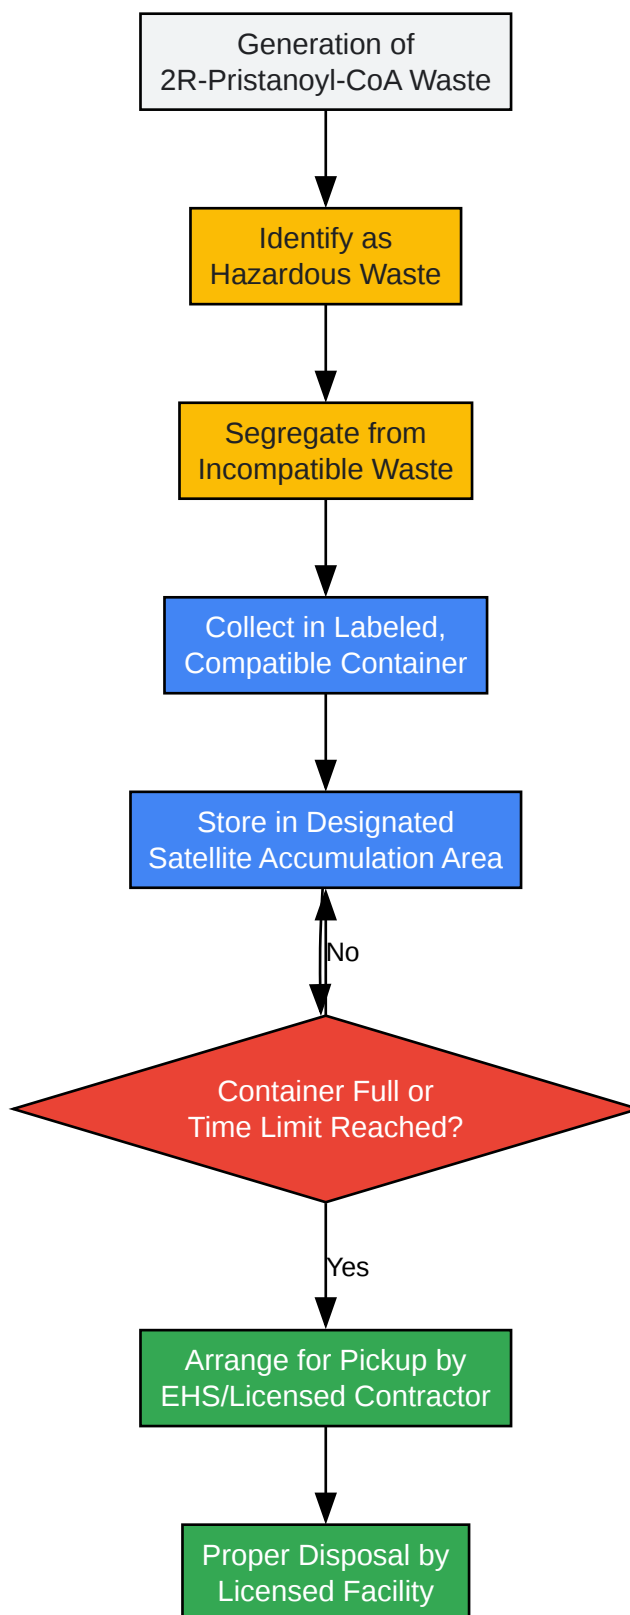 Generation of
2R-Pristanoyl-CoA Waste
Identify as
Hazardous Waste
Segregate from
Incompatible Waste
Collect in Labeled,
Compatible Container
Store in Designated
Satellite Accumulation Area
No
Container Full or
Time Limit Reached?
Yes
Arrange for Pickup by
EHS/Licensed Contractor
Proper Disposal by
Licensed Facility